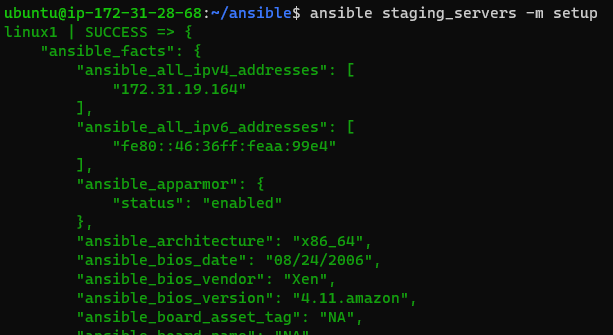 ubuntu@ip-172-31-28-68:~/ansible$ ansible staging_servers -m setup
linux1 | SUCCESS => {
    "ansible_facts": {
        "ansible_all_ipv4_addresses": [
            "172.31.19.164"
        ],
        "ansible_all_ipv6_addresses": [
            "fe80::46:36ff:feaa:99e4"
        ],
        "ansible_apparmor": {
            "status": "enabled"
        },
        "ansible_architecture": "x86_64",
        "ansible_bios_date": "08/24/2006",
        "ansible_bios_vendor": "Xen",
        "ansible_bios_version": "4.11.amazon",
        "ansible_board_asset_tag": "NA",
        "ansible_board_name": "NA",